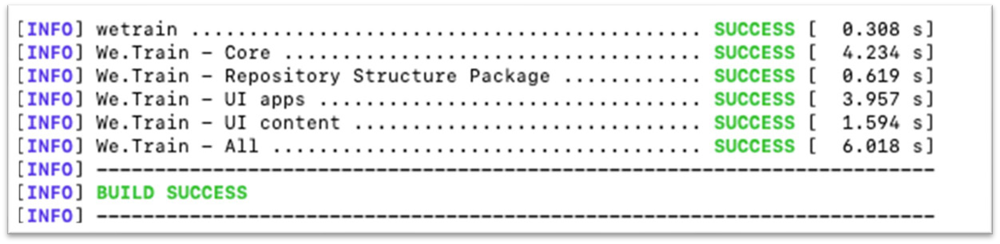 [INFO] wetrain ............................................ SUCCESS [  0.308 s]
[INFO] We.Train - Core .................................... SUCCESS [  4.234 s]
[INFO] We.Train - Repository Structure Package ............ SUCCESS [  0.619 s]
[INFO] We.Train - UI apps ................................. SUCCESS [  3.957 s]
[INFO] We.Train - UI content .............................. SUCCESS [  1.594 s]
[INFO] We.Train - All ..................................... SUCCESS [  6.018 s]
[INFO] ------------------------------------------------------------------------
[INFO] BUILD SUCCESS
[INFO] ------------------------------------------------------------------------